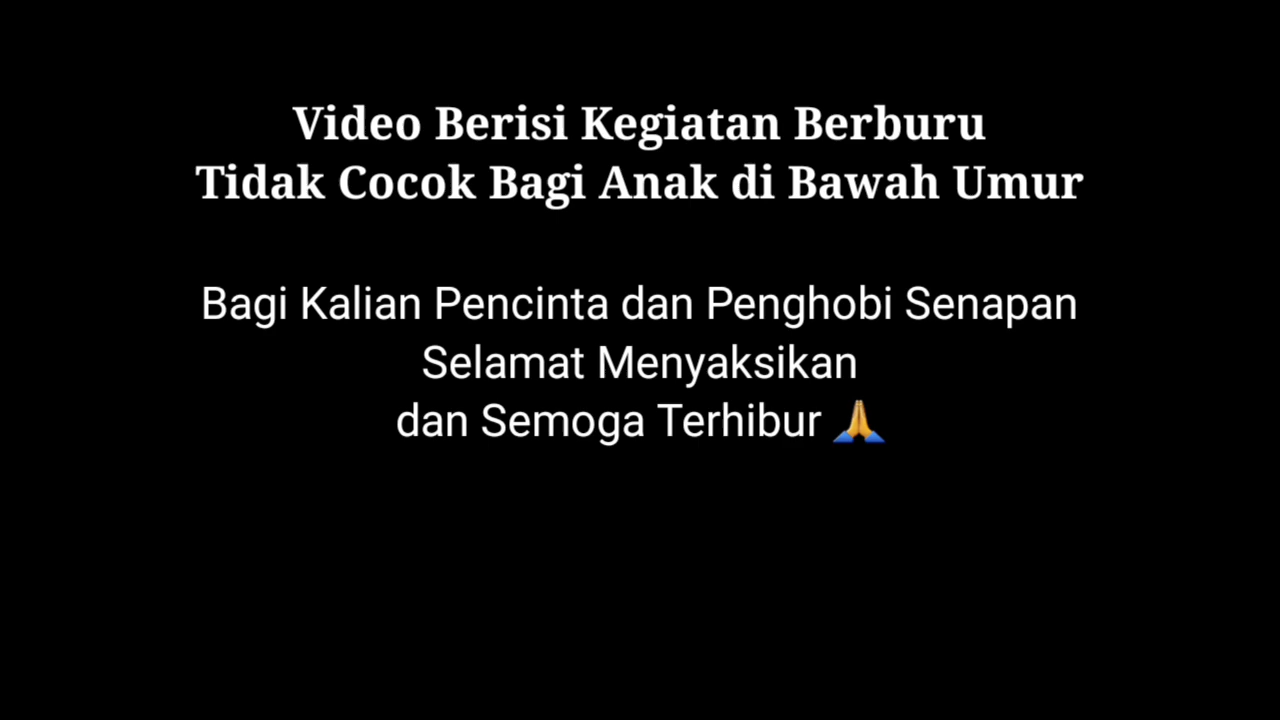 Video Berisi Kegiatan Berburu
Tidak Cocok Bagi Anak di Bawah Umur
Bagi Kalian Pencinta dan Penghobi Senapan
Selamat Menyaksikan
dan Semoga Terhibur 🙏